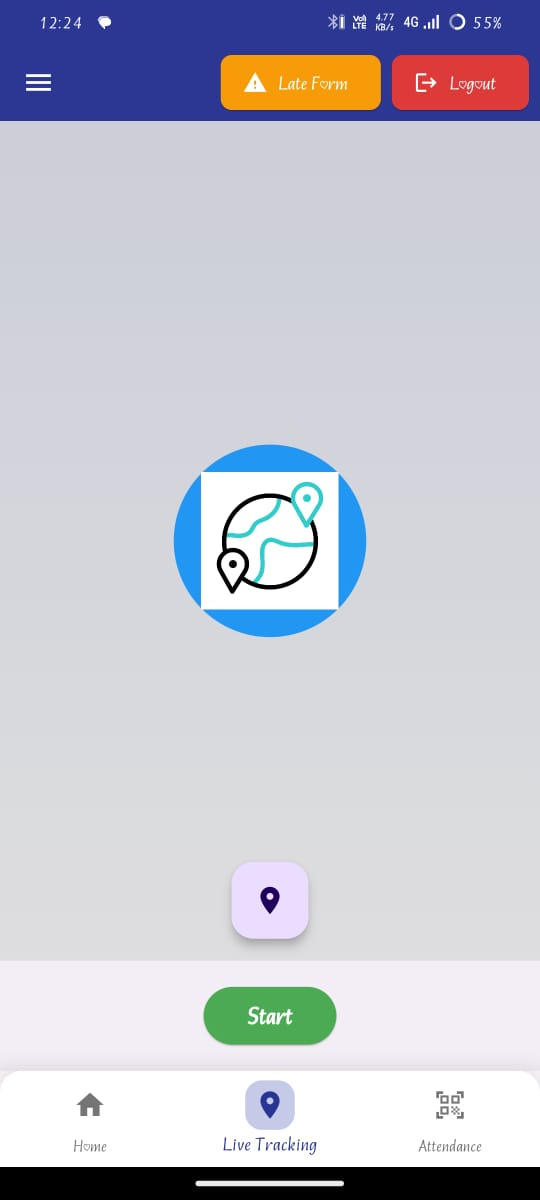 12:24
Vo)) 4.77 4G 55%
LTE KB/s
Late Form Logout
Start
Home Live Tracking Attendance